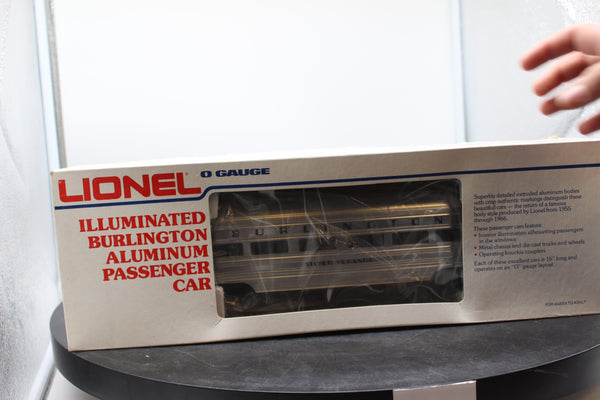 LIONEL O GAUGE
ILLUMINATED
BURLINGTON
ALUMINUM
PASSENGER
CAR
BURLINGTON
SILVER VERANDA
Superbly detailed extruded aluminum bodies
with crisp authentic markings distinguish these
beautiful cars — the return of a famous
body style produced by Lionel from 1955
through 1966.
These passenger cars feature:
• Interior illumination silhouetting passengers
in the windows
• Metal chassis and die-cast trucks and wheels
• Operating knuckle couplers
Each of these excellent cars is 15" long and
operates on an "O" gauge layout.